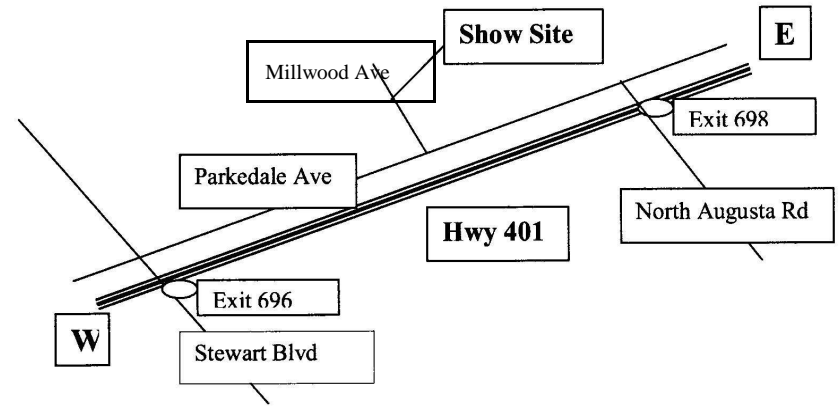 Show Site
E
Millwood Ave
Exit 698
Parkedale Ave
North Augusta Rd
Hwy 401
Exit 696
W
Stewart Blvd